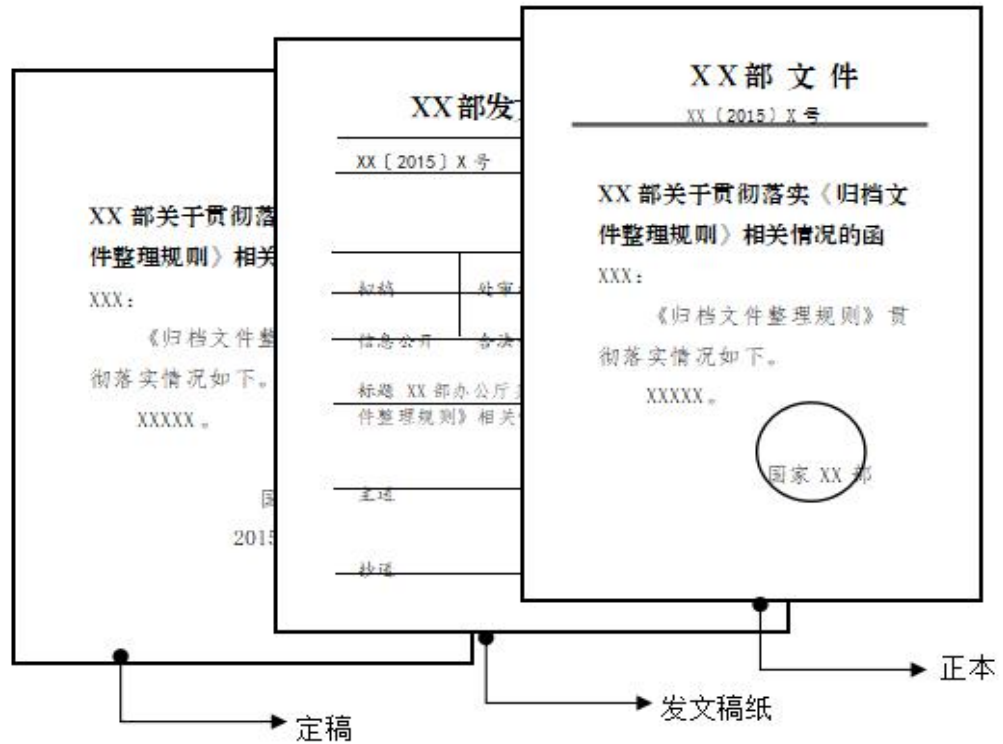 XX部 文 件
XX〔2015〕X 号
XX 部关于贯彻落实《归档文
件整理规则》相关情况的函
XXX：
《归档文件整理规则》贯
彻落实情况如下。
XXXXX。
国家 XX 部
正本
XX 部发
XX〔2015〕X 号
拟稿
处审
信息公开
合法
标题 XX 部办公厅
件整理规则》相关
主送
抄送
发文稿纸
XX 部关于贯彻落
件整理规则》相关
XXX：
《归档文件整
彻落实情况如下。
XXXXX。
2015
定稿